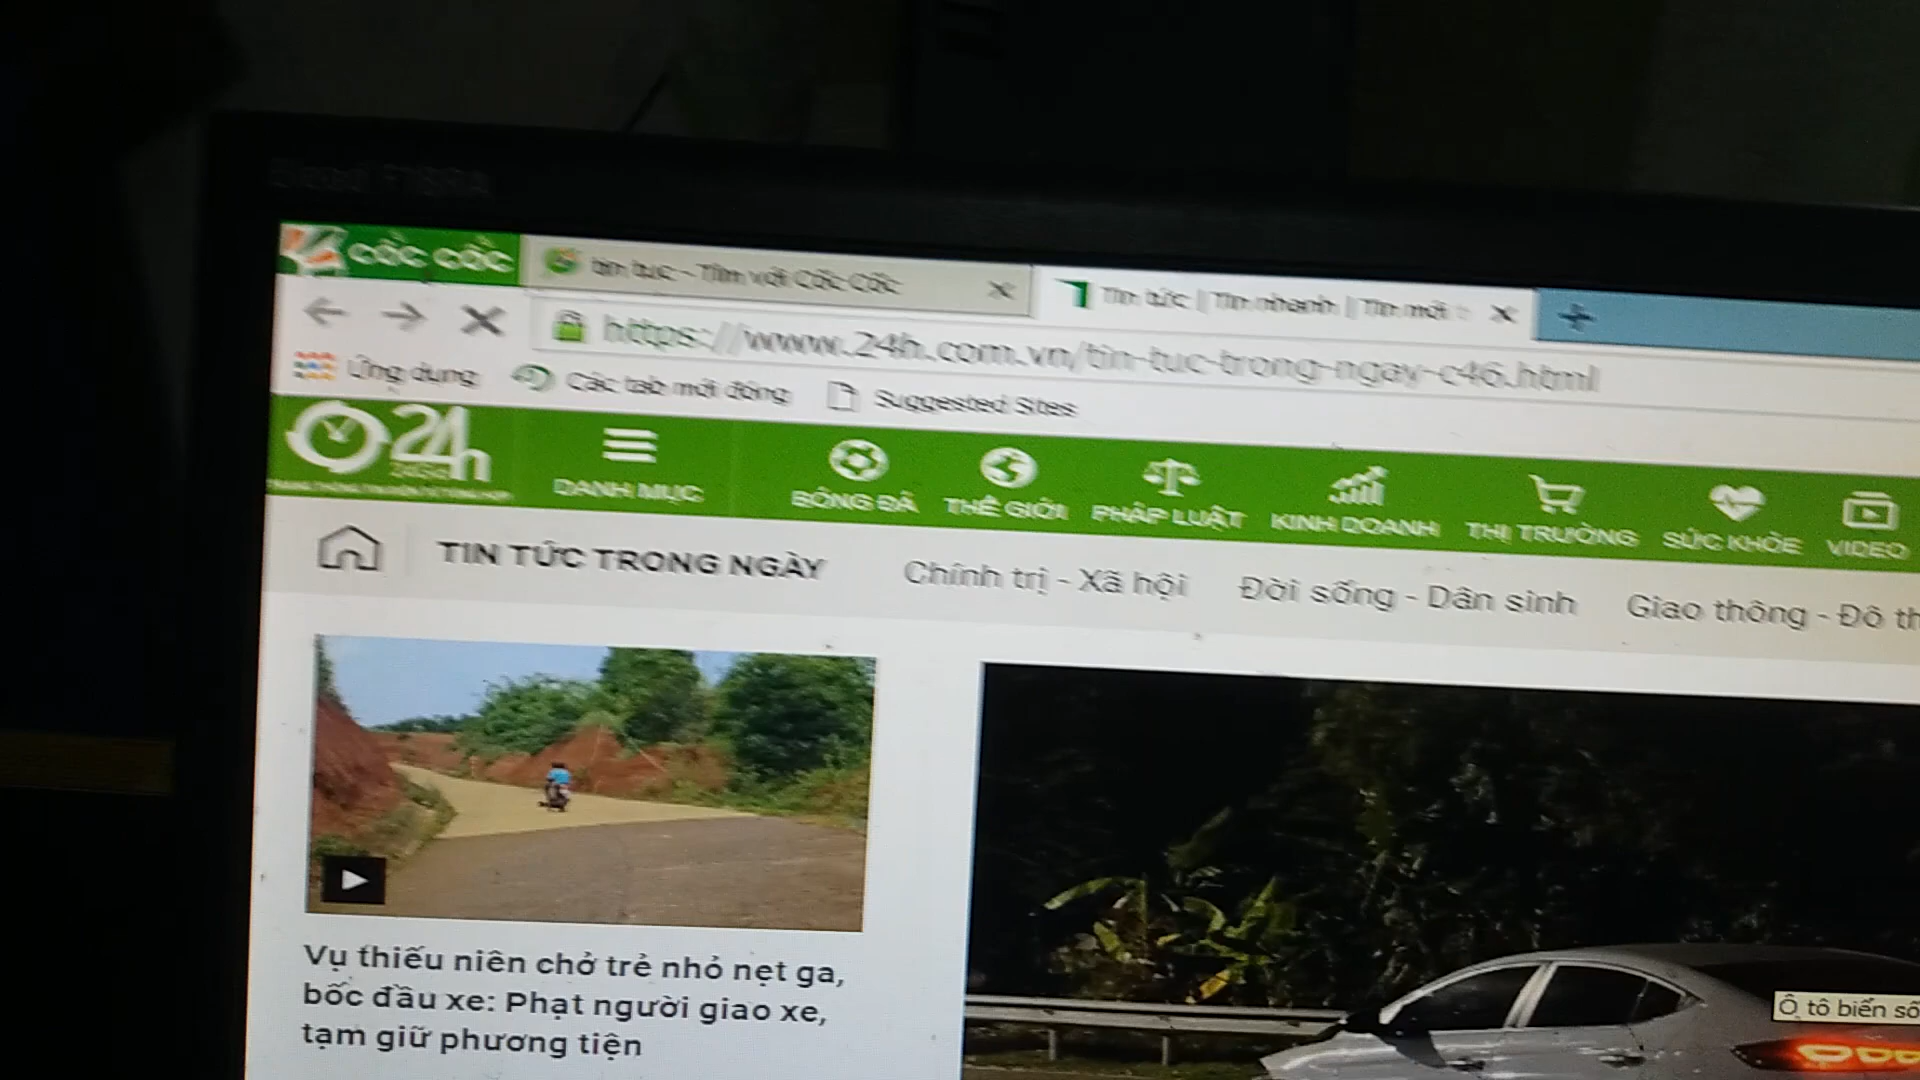 cốc cốc
tin tuc - Tìm với Cốc Cốc
Tin tức | Tin nhanh | Tin mới
https://www.24h.com.vn/tin-tuc-trong-ngay-c46.html
Ứng dụng Các tab mới đóng Suggested Sites
24h
DANH MỤC BÓNG ĐÁ THẾ GIỚI PHÁP LUẬT KINH DOANH THỊ TRƯỜNG SỨC KHỎE VIDEO
TIN TỨC TRONG NGÀY Chính trị - Xã hội Đời sống - Dân sinh Giao thông - Đô th
Vụ thiếu niên chở trẻ nhỏ nẹt ga,
bốc đầu xe: Phạt người giao xe,
tạm giữ phương tiện
Ô tô biển số